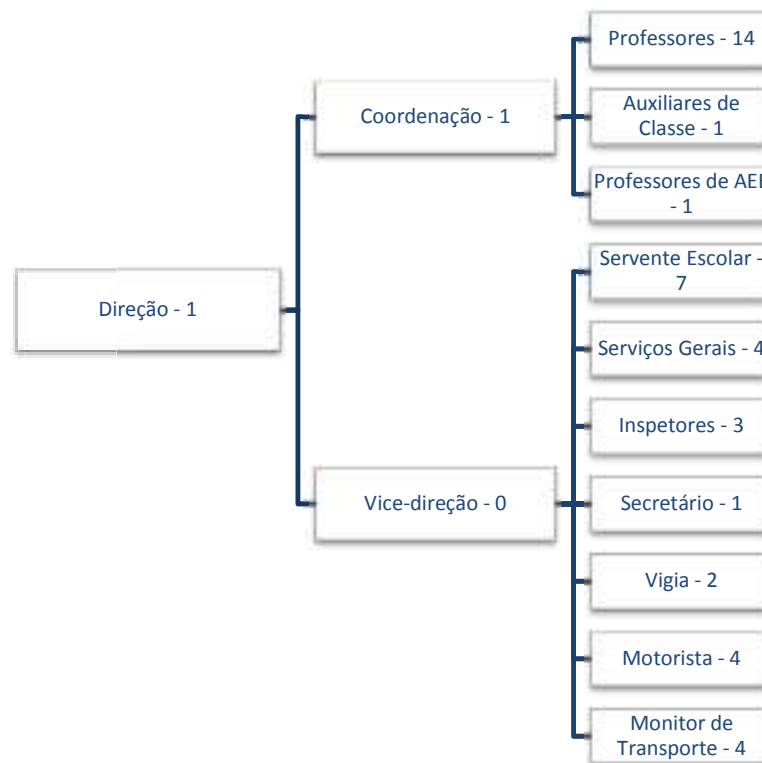 Professores - 14
Coordenação - 1
Auxiliares de
Classe - 1
Professores de AEE
- 1
Direção - 1
Servente Escolar -
7
Serviços Gerais - 4
Inspetores - 3
Vice-direção - 0
Secretário - 1
Vigia - 2
Motorista - 4
Monitor de
Transporte - 4